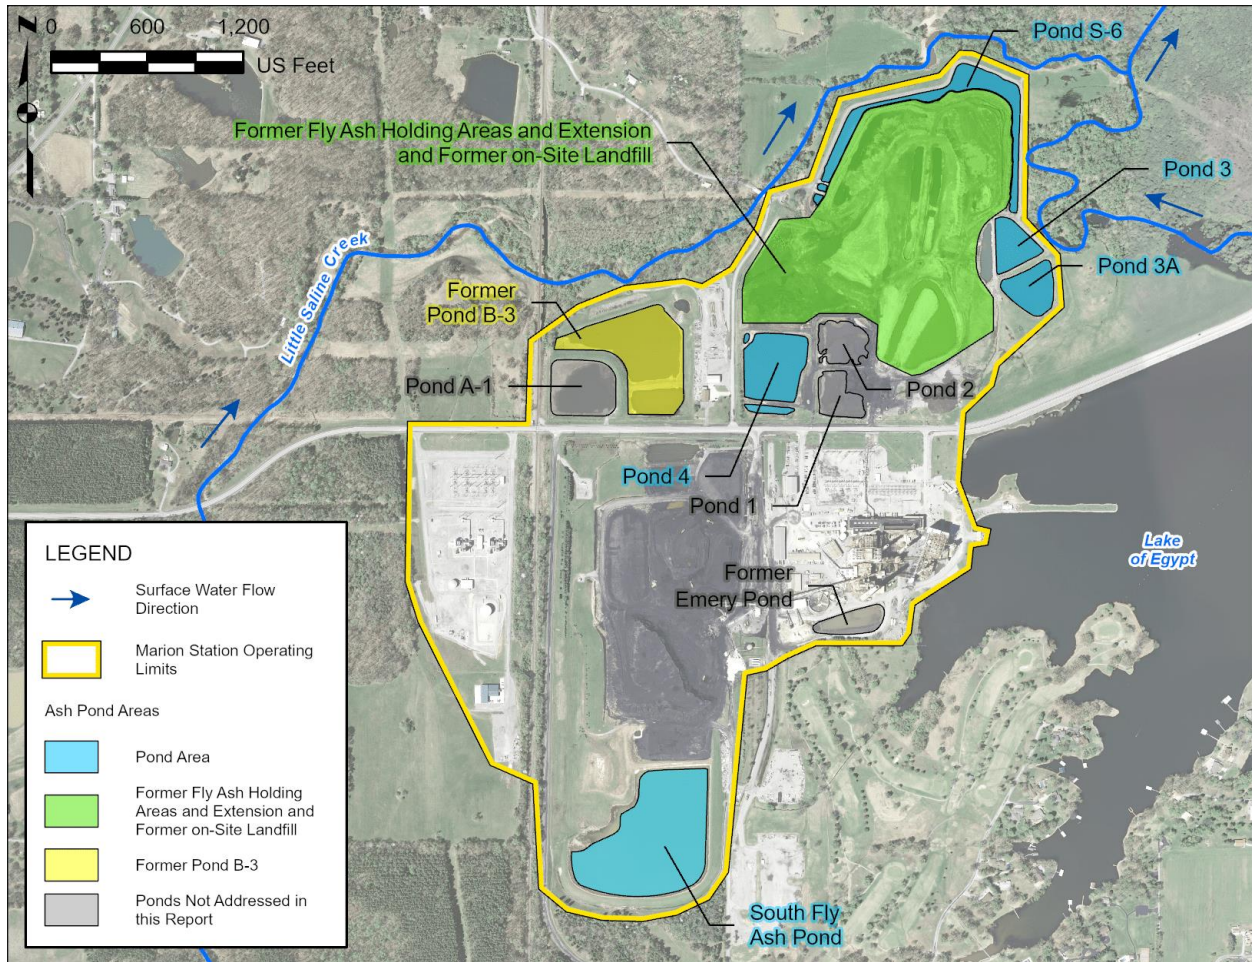 N
0 600 1,200
US Feet
Pond S-6
Former Fly Ash Holding Areas and Extension
and Former on-Site Landfill
Pond 3
Pond 3A
Little Saline Creek
Former
Pond B-3
Pond A-1
Pond 2
Pond 4
Pond 1
Former
Emery Pond
Lake
of Egypt
South Fly
Ash Pond
LEGEND
Surface Water Flow
Direction
Marion Station Operating
Limits
Ash Pond Areas
Pond Area
Former Fly Ash Holding
Areas and Extension and
Former on-Site Landfill
Former Pond B-3
Ponds Not Addressed in
this Report